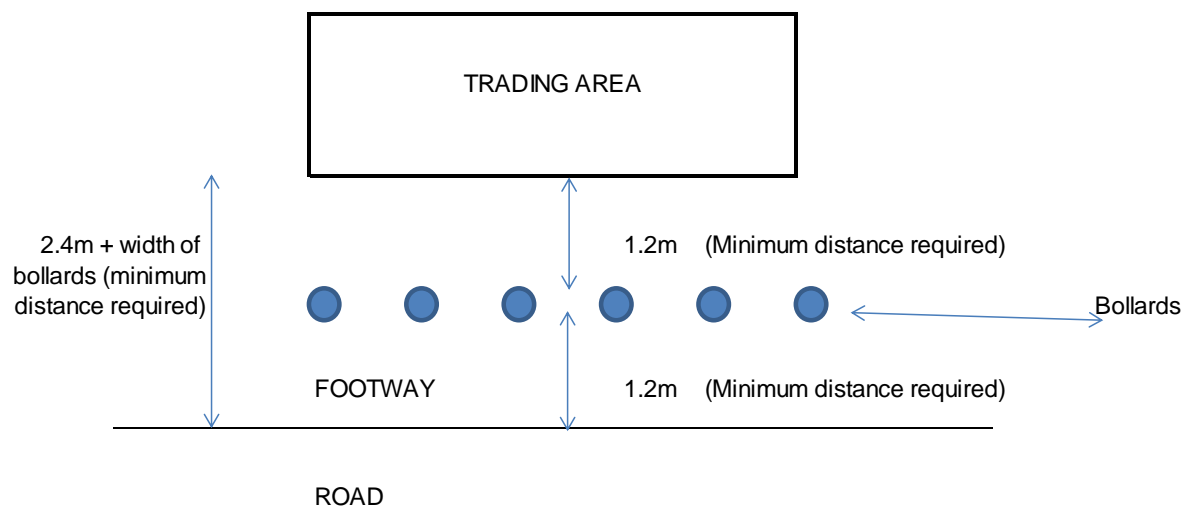 TRADING AREA
2.4m + width of
bollards (minimum
distance required)
1.2m (Minimum distance required)
Bollards
FOOTWAY
1.2m (Minimum distance required)
ROAD